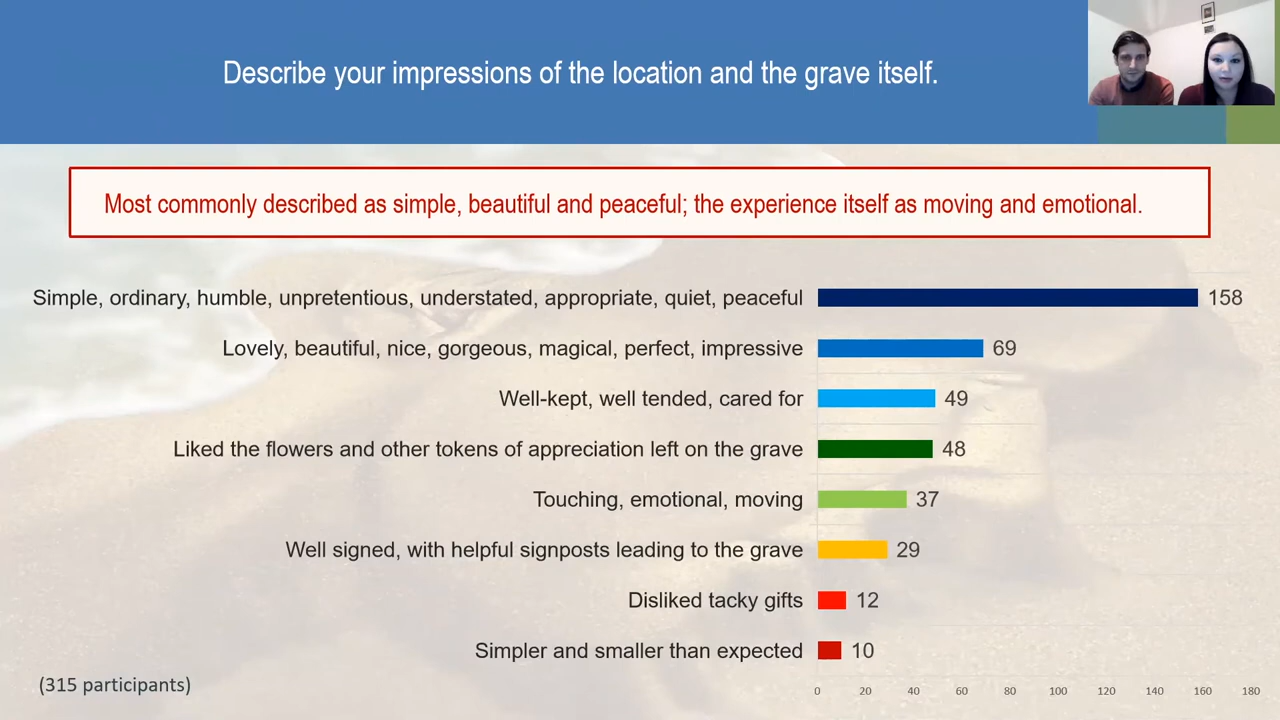 Describe your impressions of the location and the grave itself.
Most commonly described as simple, beautiful and peaceful; the experience itself as moving and emotional.
Simple, ordinary, humble, unpretentious, understated, appropriate, quiet, peaceful 158
Lovely, beautiful, nice, gorgeous, magical, perfect, impressive 69
Well-kept, well tended, cared for 49
Liked the flowers and other tokens of appreciation left on the grave 48
Touching, emotional, moving 37
Well signed, with helpful signposts leading to the grave 29
Disliked tacky gifts 12
Simpler and smaller than expected 10
(315 participants)
0 20 40 60 80 100 120 140 160 180